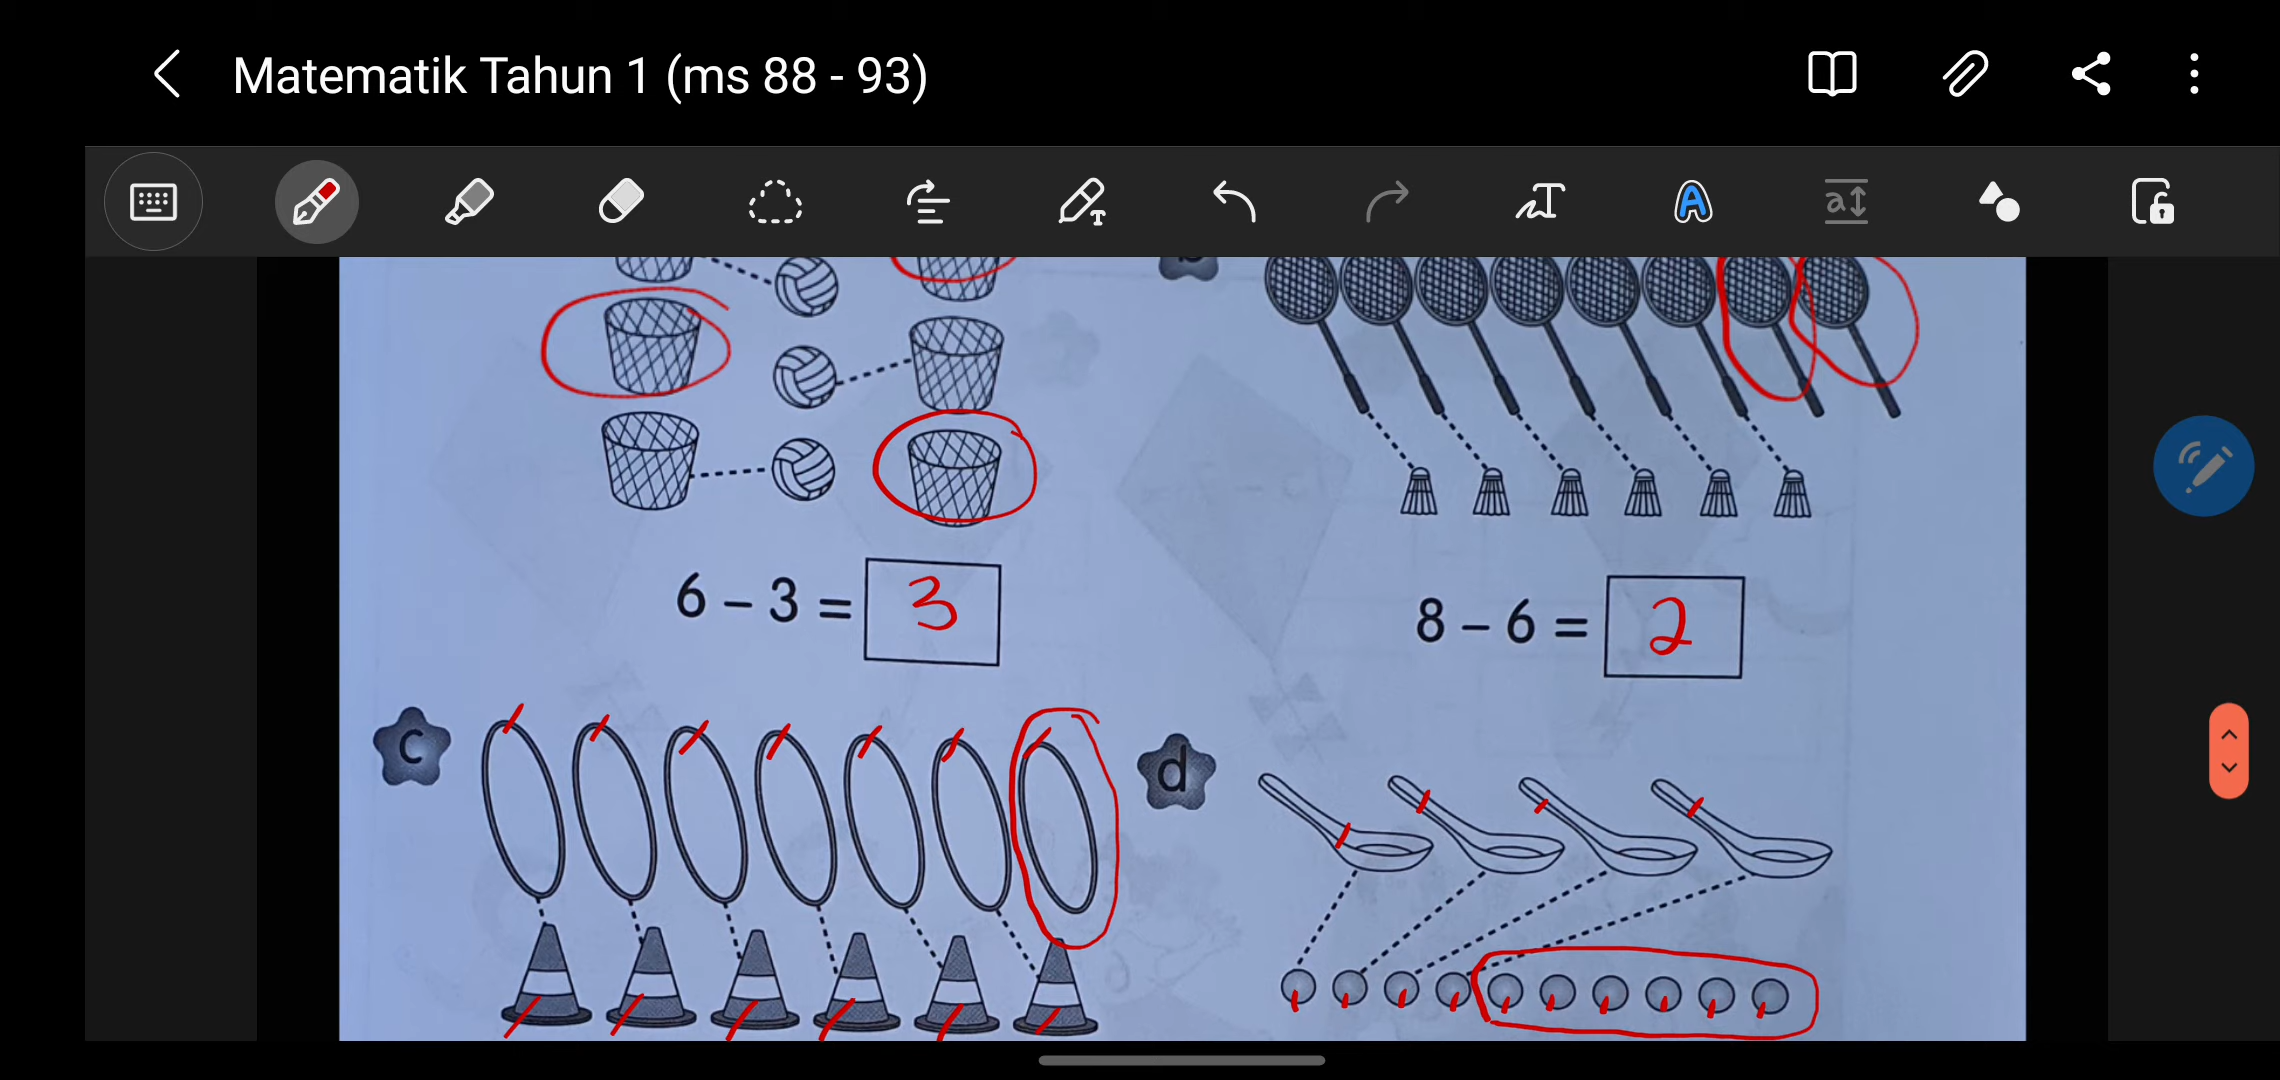 Matematik Tahun 1 (ms 88 - 93)
6 – 3 = 3
8 – 6 = 2
c
d